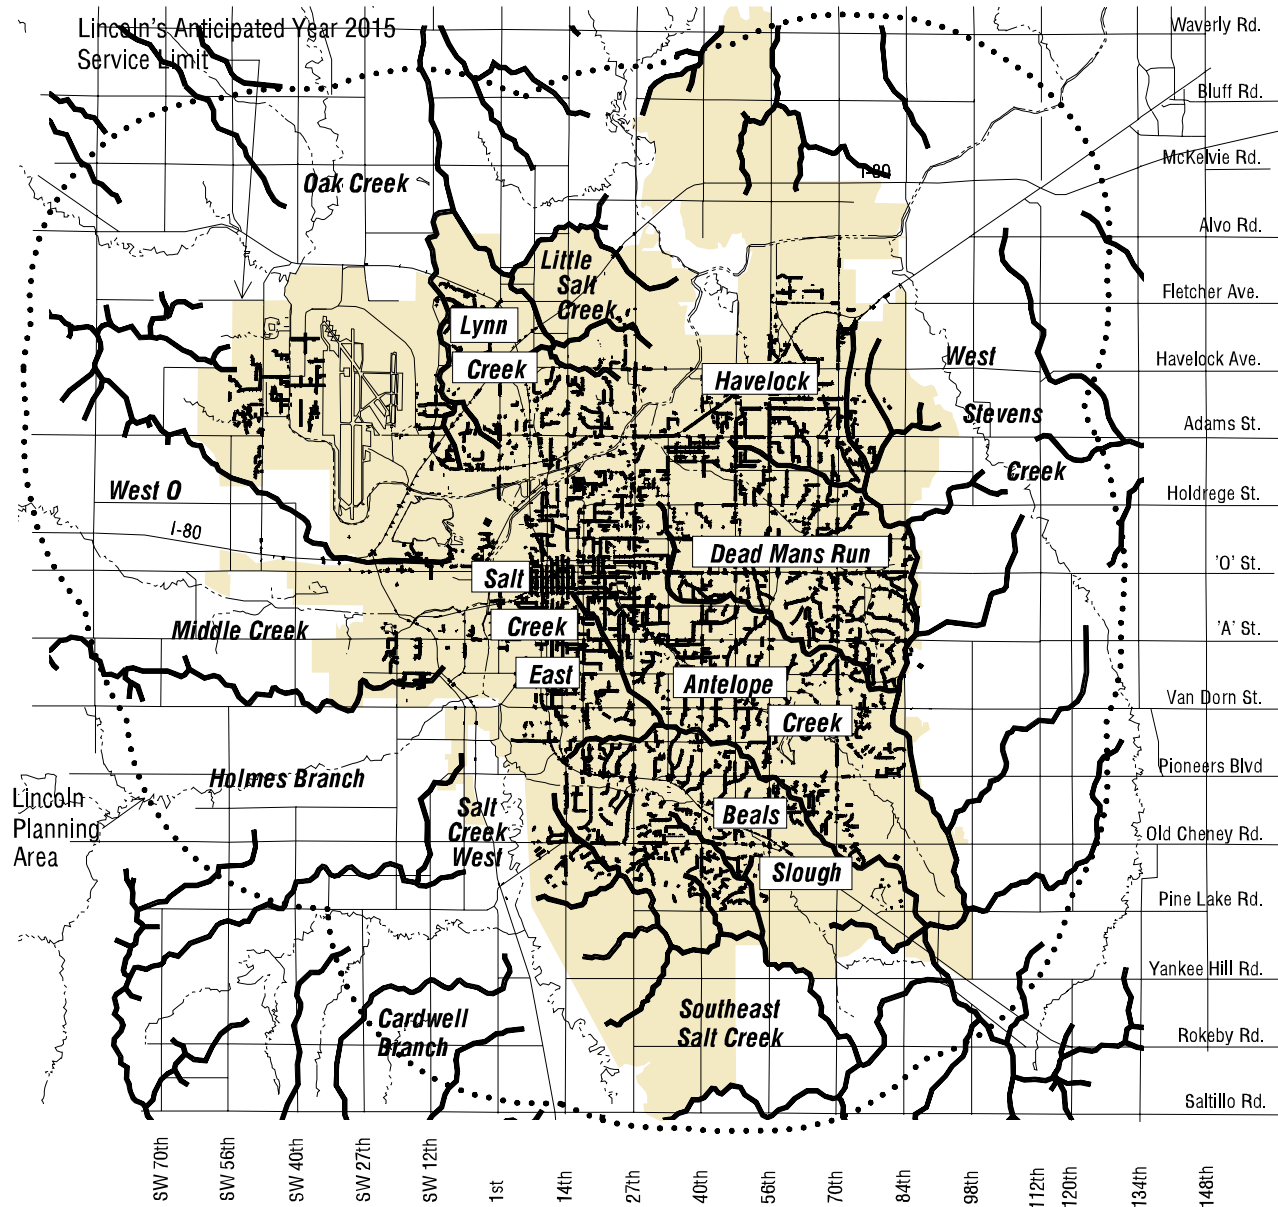 Lincoln's Anticipated Year 2015
Service Limit
Waverly Rd.
Bluff Rd.
McKelvie Rd.
I-80
Oak Creek
Alvo Rd.
Little
Salt
Creek
Fletcher Ave.
Lynn
Creek
West
Havelock Ave.
Havelock
Stevens
Adams St.
Creek
West O
Holdrege St.
I-80
Dead Mans Run
'O' St.
Salt
Creek
Middle Creek
'A' St.
East
Antelope
Van Dorn St.
Creek
Pioneers Blvd
Holmes Branch
Lincoln
Planning
Area
Salt
Creek
West
Beals
Old Cheney Rd.
Slough
Pine Lake Rd.
Yankee Hill Rd.
Cardwell
Branch
Southeast
Salt Creek
Rokeby Rd.
Saltillo Rd.
SW 70th
SW 56th
SW 40th
SW 27th
SW 12th
1st
14th
27th
40th
56th
70th
84th
98th
112th
120th
134th
148th